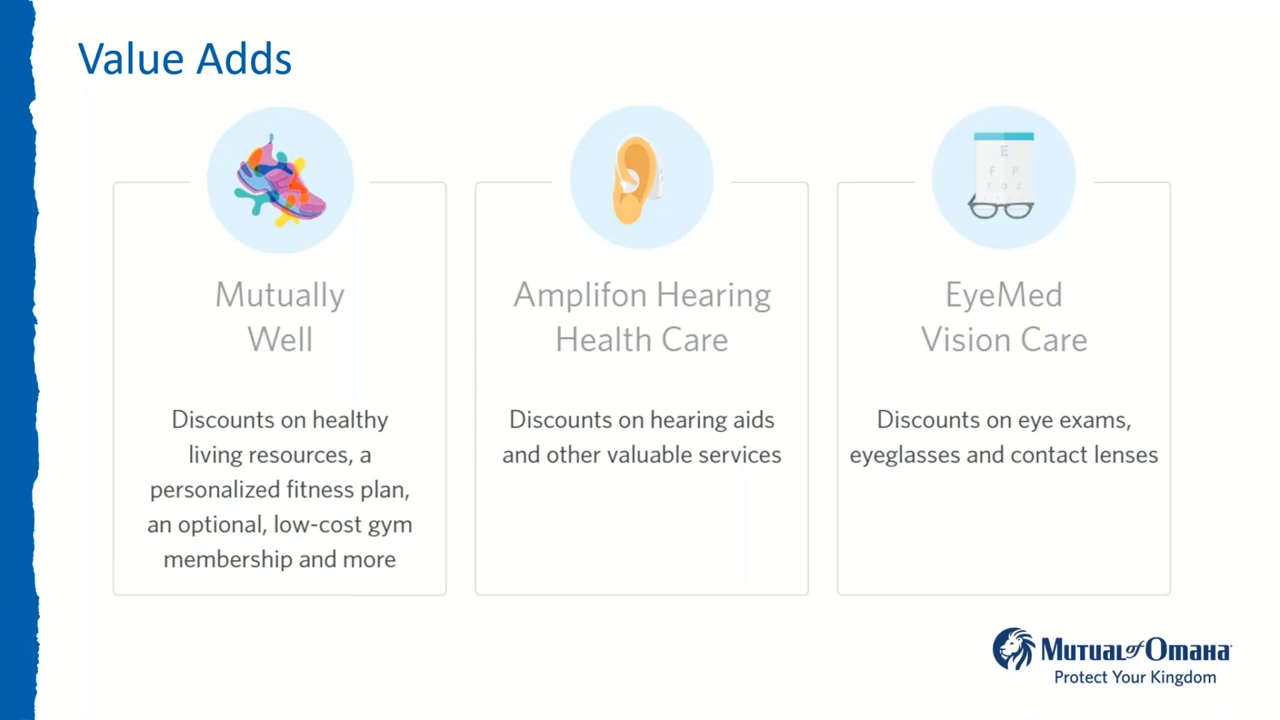 Value Adds
E
F P
T O Z
Mutually
Well
Discounts on healthy
living resources, a
personalized fitness plan,
an optional, low-cost gym
membership and more
Amplifon Hearing
Health Care
Discounts on hearing aids
and other valuable services
EyeMed
Vision Care
Discounts on eye exams,
eyeglasses and contact lenses
Mutual of Omaha
Protect Your Kingdom